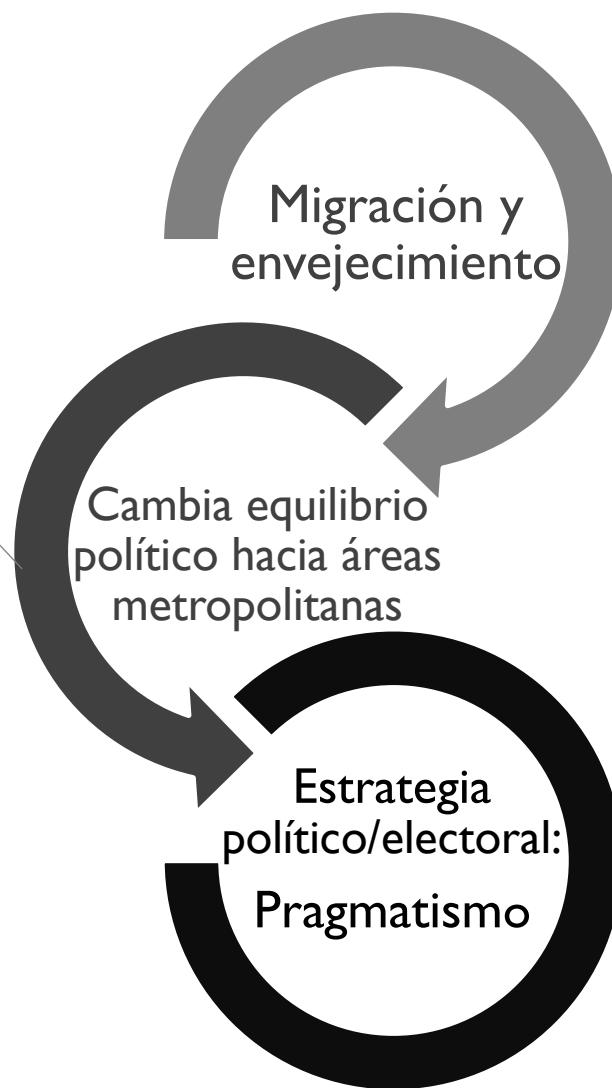 Migración y
envejecimiento
Cambia equilibrio
político hacia áreas
metropolitanas
Estrategia
político/electoral:
Pragmatismo